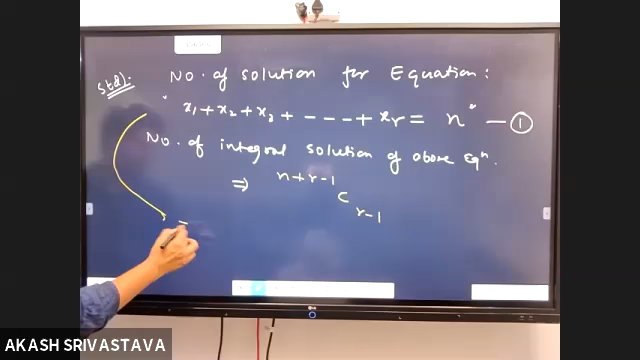 Std).
No. of solution for Equation:
" x₁ + x₂ + x₃ + - - - - + xᵣ = n " — ①
No. of integral solution of above Eqⁿ.
⇒ n+r-1 C r-1
LG
AKASH SRIVASTAVA